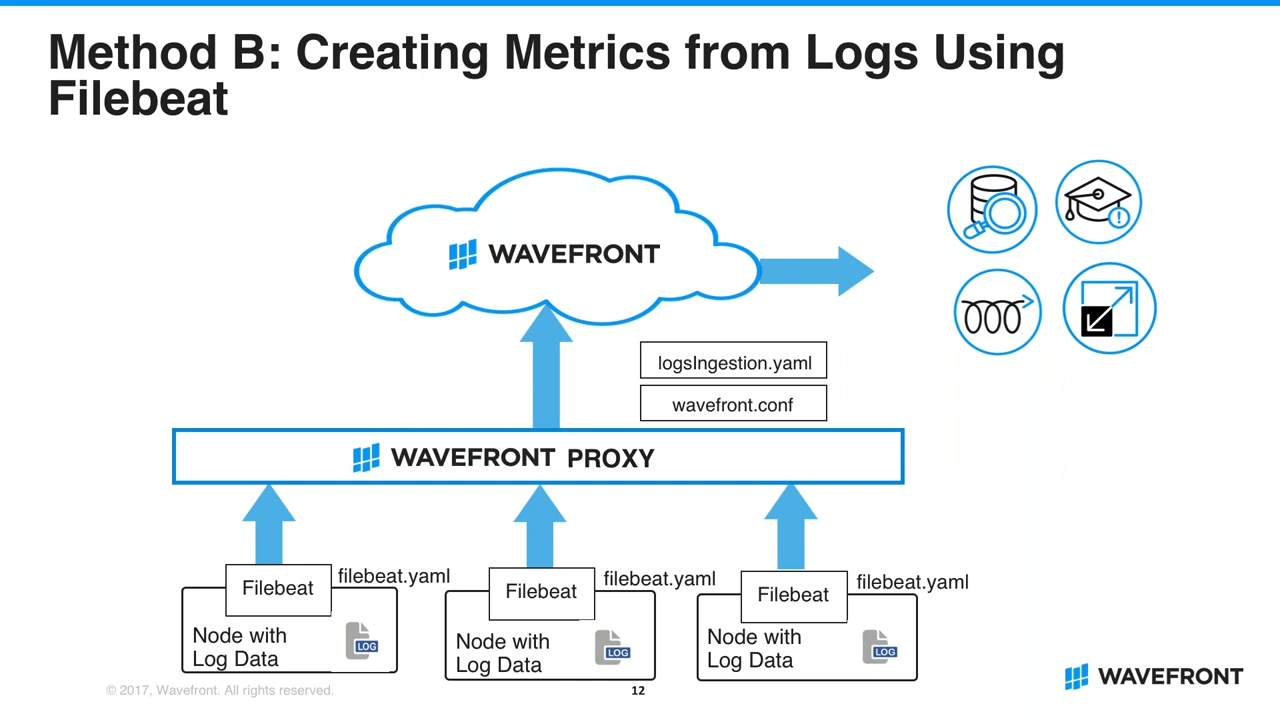 Method B: Creating Metrics from Logs Using
Filebeat
WAVEFRONT
!
logsIngestion.yaml
wavefront.conf
WAVEFRONT PROXY
Filebeat
filebeat.yaml
Node with
Log Data
LOG
Filebeat
filebeat.yaml
Node with
Log Data
LOG
Filebeat
filebeat.yaml
Node with
Log Data
LOG
© 2017, Wavefront. All rights reserved.
12
WAVEFRONT